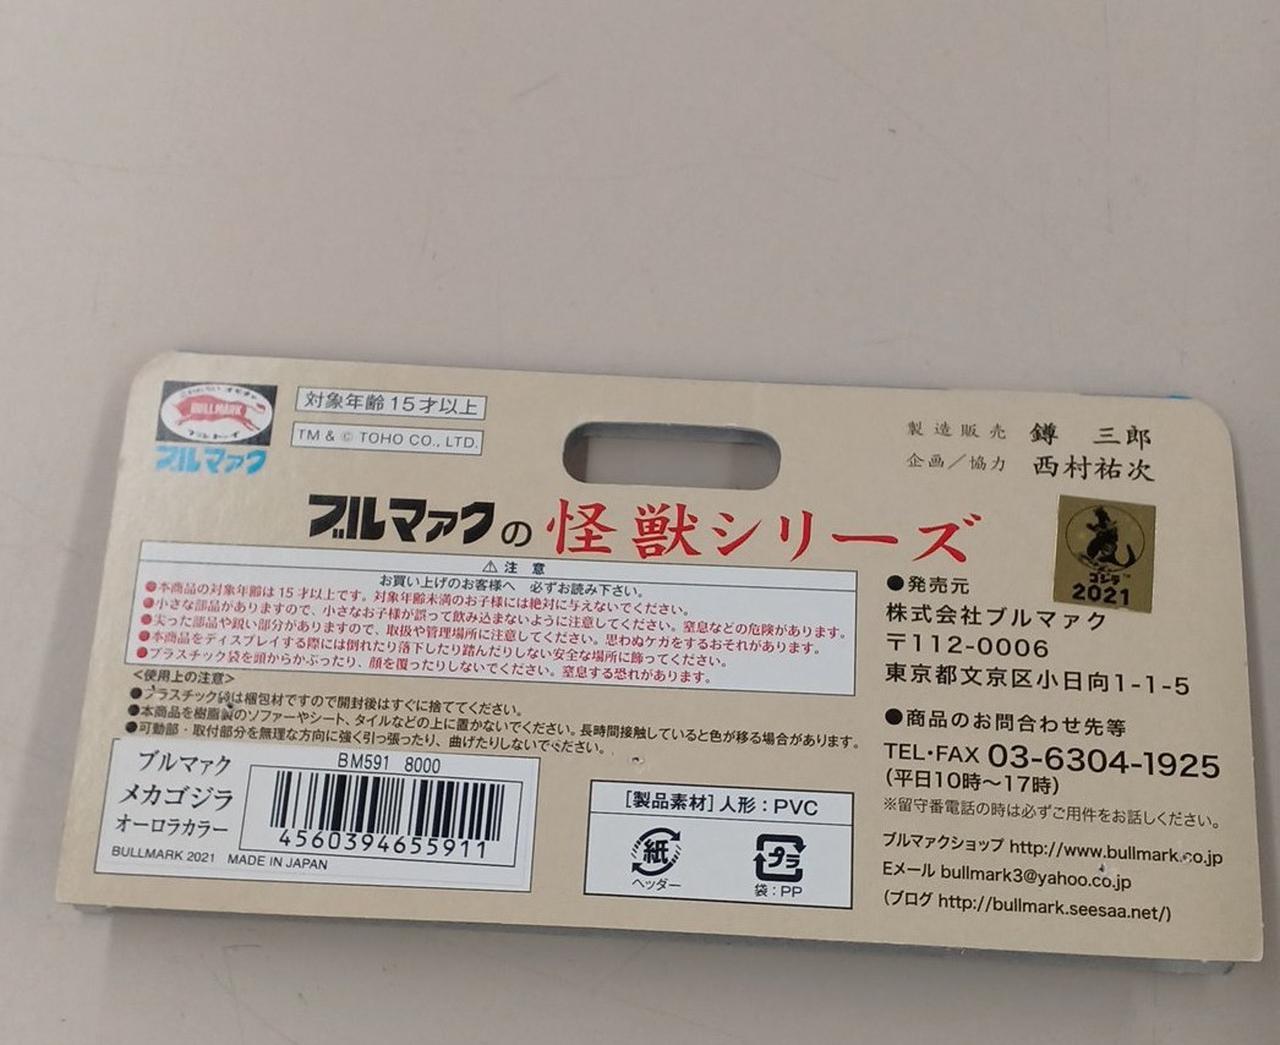 こわれない オモチャ
BULLMARK
ブルトーイ
ブルマァク
対象年齢15才以上
TM & © TOHO CO., LTD.
製造販売 鐏 三郎
企画／協力 西村祐次
ブルマァクの怪獣シリーズ
ゴジラ™
2021
⚠ 注 意
お買い上げのお客様へ 必ずお読み下さい。
●本商品の対象年齢は15才以上です。対象年齢未満のお子様には絶対に与えないでください。
●小さな部品がありますので、小さなお子様が誤って飲み込まないように注意してください。窒息などの危険があります。
●尖った部品や鋭い部分がありますので、取扱や管理場所に注意してください。思わぬケガをするおそれがあります。
●本商品をディスプレイする際には倒れたり落下したり踏んだりしない安全な場所に飾ってください。
●プラスチック袋を頭からかぶったり、顔を覆ったりしないでください。窒息する恐れがあります。
<使用上の注意>
●プラスチック袋は梱包材ですので開封後はすぐに捨ててください。
●本商品を樹脂製のソファーやシート、タイルなどの上に置かないでください。長時間接触していると色が移る場合があります。
●可動部・取付部分を無理な方向に強く引っ張ったり、曲げたりしないでください。
ブルマァク
メカゴジラ
オーロラカラー
BM591 8000
4560394655911
BULLMARK 2021 MADE IN JAPAN
［製品素材］人形：PVC
紙
ヘッダー
プラ
袋：PP
●発売元
株式会社ブルマァク
〒112-0006
東京都文京区小日向1-1-5
●商品のお問合わせ先等
TEL・FAX 03-6304-1925
(平日10時〜17時)
※留守番電話の時は必ずご用件をお話しください。
ブルマァクショップ http://www.bullmark.co.jp
Eメール bullmark3@yahoo.co.jp
(ブログ http://bullmark.seesaa.net/)